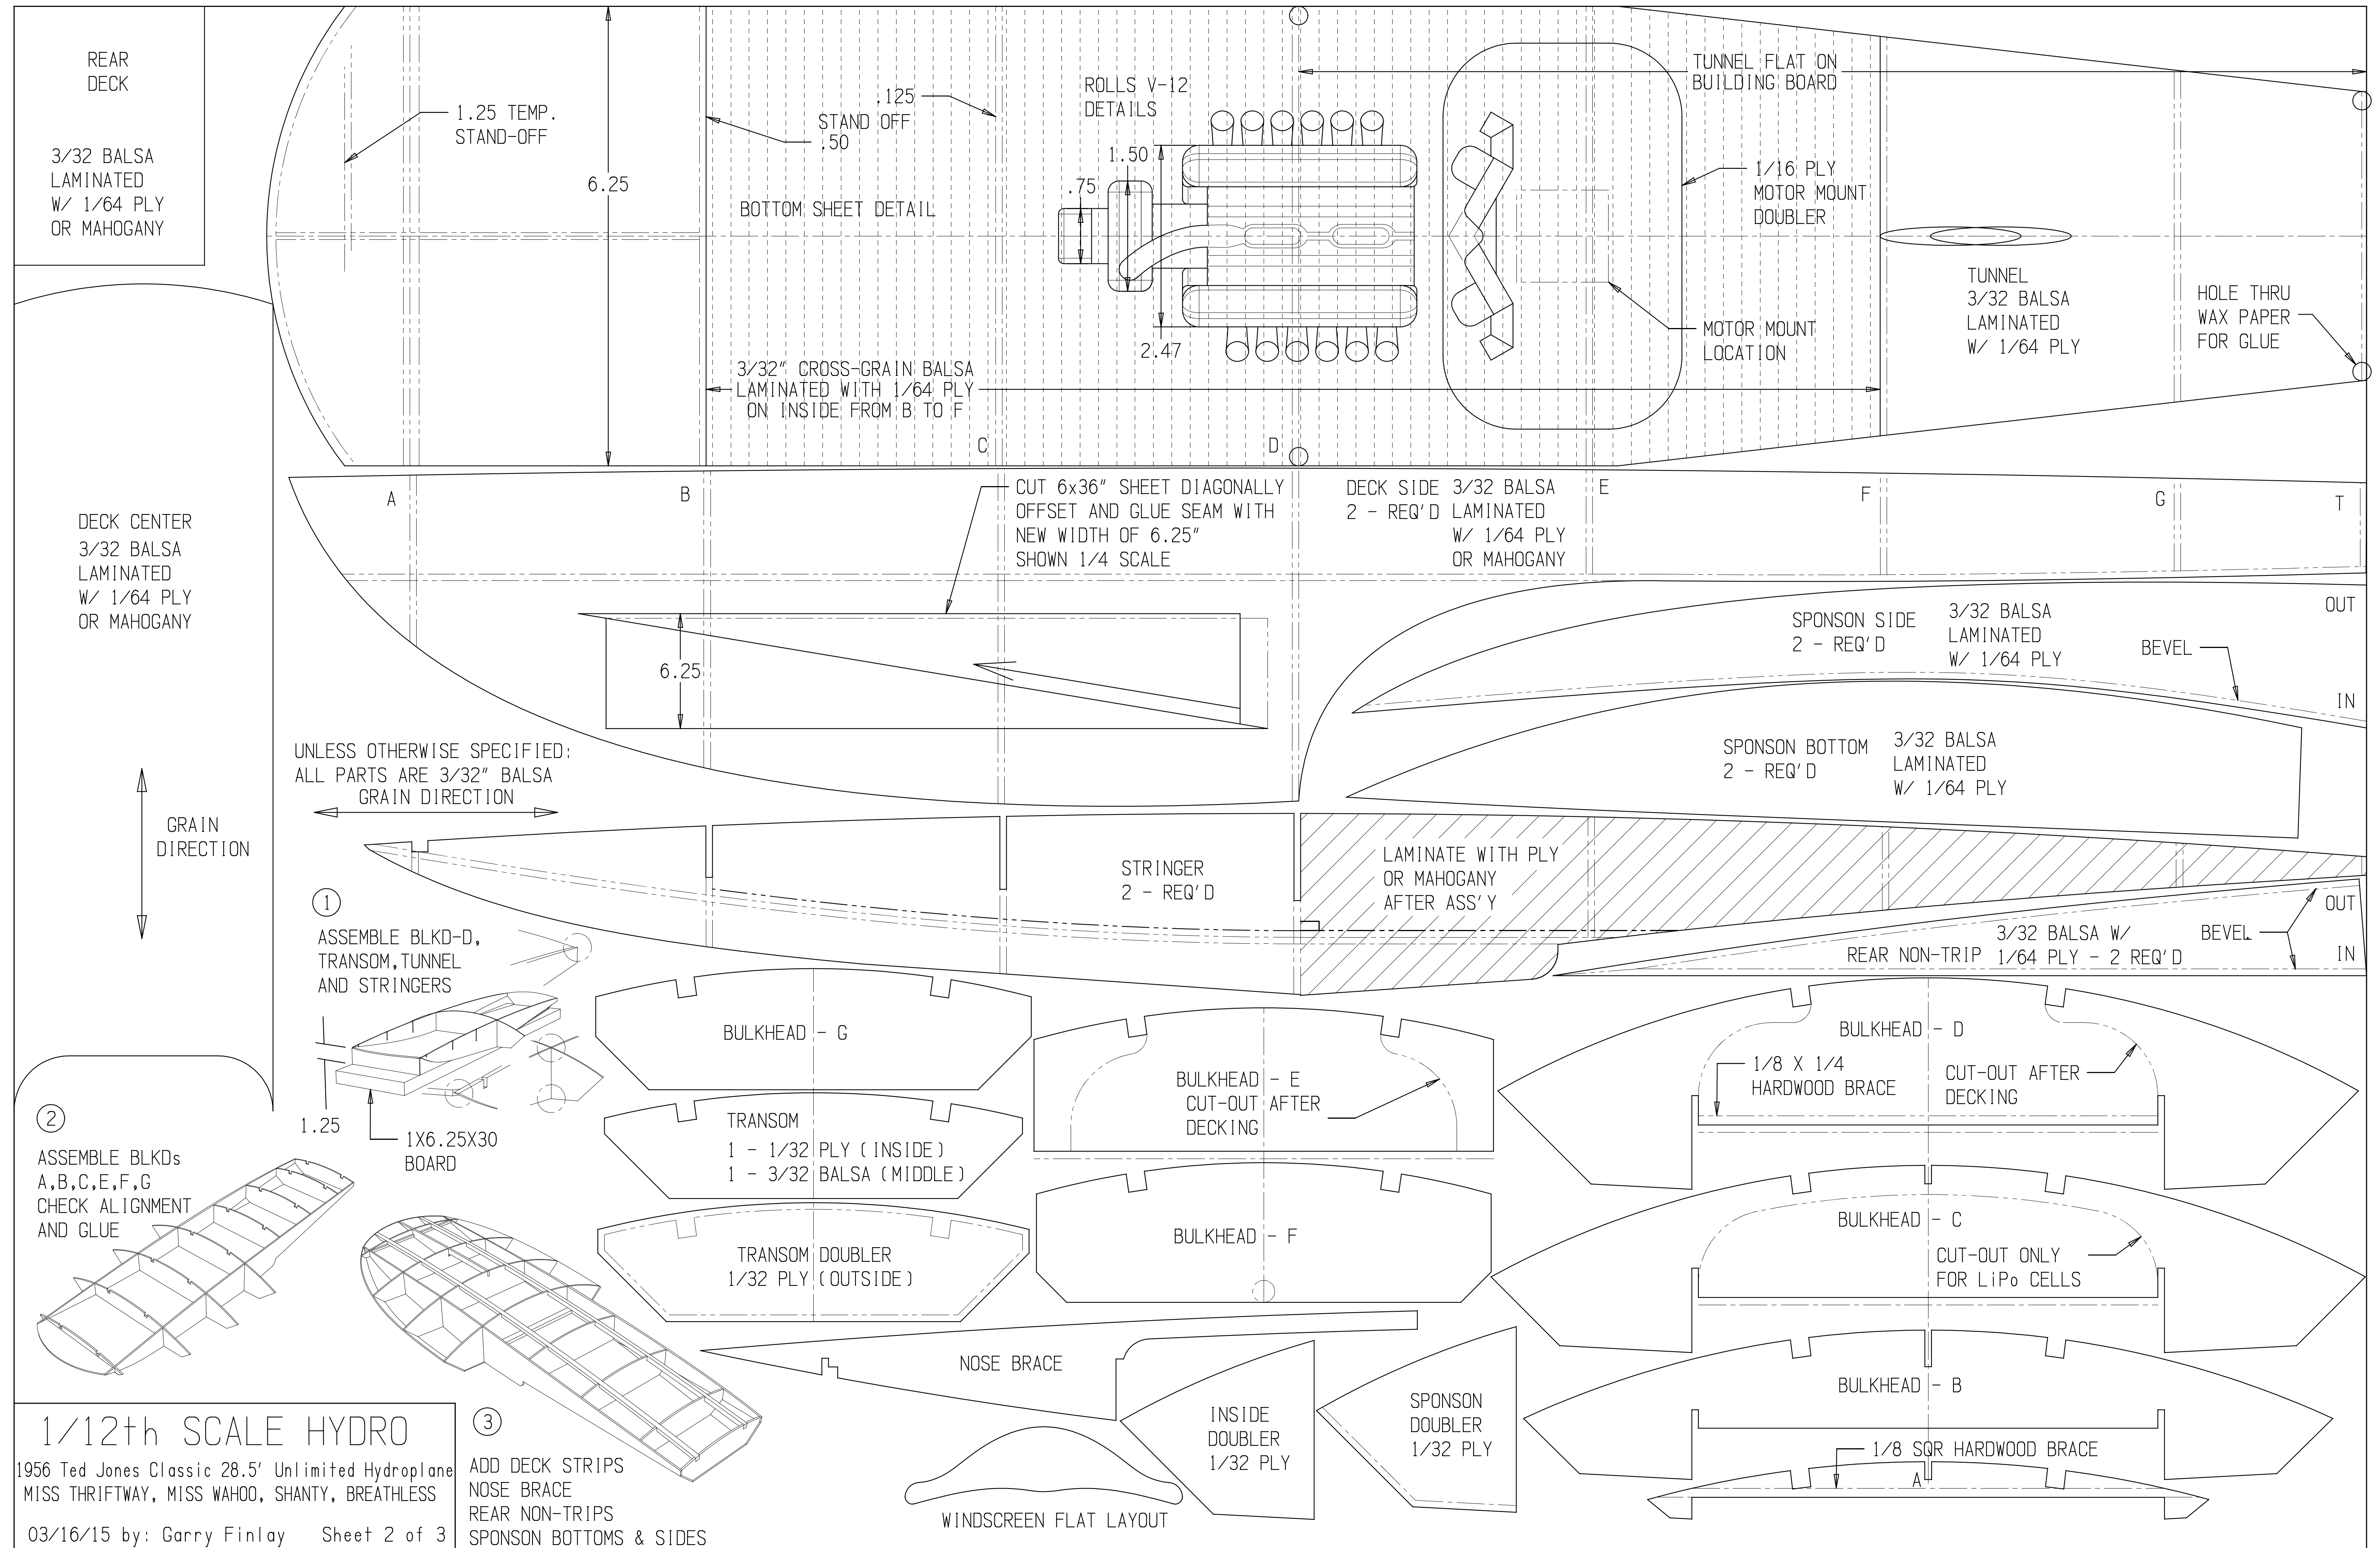 REAR
DECK
3/32 BALSA
LAMINATED
W/ 1/64 PLY
OR MAHOGANY
1.25 TEMP.
STAND-OFF
6.25
.125
STAND OFF
.50
BOTTOM SHEET DETAIL
ROLLS V-12
DETAILS
1.50
.75
2.47
3/32" CROSS-GRAIN BALSA
LAMINATED WITH 1/64 PLY
ON INSIDE FROM B TO F
TUNNEL FLAT ON
BUILDING BOARD
1/16 PLY
MOTOR MOUNT
DOUBLER
MOTOR MOUNT
LOCATION
TUNNEL
3/32 BALSA
LAMINATED
W/ 1/64 PLY
HOLE THRU
WAX PAPER
FOR GLUE
C
D
A
B
E
F
G
T
DECK CENTER
3/32 BALSA
LAMINATED
W/ 1/64 PLY
OR MAHOGANY
GRAIN
DIRECTION
CUT 6x36" SHEET DIAGONALLY
OFFSET AND GLUE SEAM WITH
NEW WIDTH OF 6.25"
SHOWN 1/4 SCALE
6.25
DECK SIDE 3/32 BALSA
2 - REQ'D LAMINATED
W/ 1/64 PLY
OR MAHOGANY
SPONSON SIDE
2 - REQ'D
3/32 BALSA
LAMINATED
W/ 1/64 PLY
BEVEL
OUT
IN
SPONSON BOTTOM
2 - REQ'D
3/32 BALSA
LAMINATED
W/ 1/64 PLY
UNLESS OTHERWISE SPECIFIED:
ALL PARTS ARE 3/32" BALSA
GRAIN DIRECTION
STRINGER
2 - REQ'D
LAMINATE WITH PLY
OR MAHOGANY
AFTER ASS'Y
REAR NON-TRIP
3/32 BALSA W/
1/64 PLY - 2 REQ'D
BEVEL
OUT
IN
1
ASSEMBLE BLKD-D,
TRANSOM,TUNNEL
AND STRINGERS
1.25
1X6.25X30
BOARD
2
ASSEMBLE BLKDs
A,B,C,E,F,G
CHECK ALIGNMENT
AND GLUE
BULKHEAD - G
TRANSOM
1 - 1/32 PLY (INSIDE)
1 - 3/32 BALSA (MIDDLE)
TRANSOM DOUBLER
1/32 PLY (OUTSIDE)
BULKHEAD - E
CUT-OUT AFTER
DECKING
BULKHEAD - F
BULKHEAD - D
1/8 X 1/4
HARDWOOD BRACE
CUT-OUT AFTER
DECKING
BULKHEAD - C
CUT-OUT ONLY
FOR LiPo CELLS
BULKHEAD - B
1/8 SQR HARDWOOD BRACE
A
NOSE BRACE
INSIDE
DOUBLER
1/32 PLY
SPONSON
DOUBLER
1/32 PLY
WINDSCREEN FLAT LAYOUT
3
ADD DECK STRIPS
NOSE BRACE
REAR NON-TRIPS
SPONSON BOTTOMS & SIDES
1/12th SCALE HYDRO
1956 Ted Jones Classic 28.5' Unlimited Hydroplane
MISS THRIFTWAY, MISS WAHOO, SHANTY, BREATHLESS
03/16/15 by: Garry Finlay Sheet 2 of 3